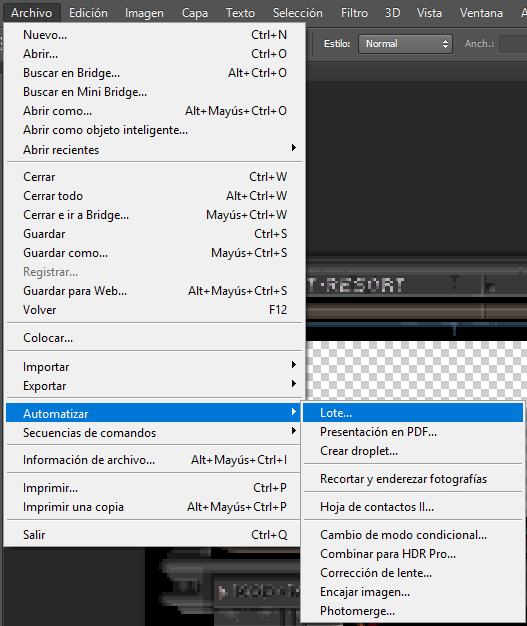 Archivo Edición Imagen Capa Texto Selección Filtro 3D Vista Ventana
Nuevo... Ctrl+N
Estilo: Normal Anch.:
Abrir... Ctrl+O
Buscar en Bridge... Alt+Ctrl+O
Buscar en Mini Bridge...
Abrir como... Alt+Mayús+Ctrl+O
Abrir como objeto inteligente...
Abrir recientes
Cerrar Ctrl+W
Cerrar todo Alt+Ctrl+W
Cerrar e ir a Bridge... Mayús+Ctrl+W
Guardar Ctrl+S
Guardar como... Mayús+Ctrl+S
Registrar...
Guardar para Web... Alt+Mayús+Ctrl+S
Volver F12
T·RESORT
Colocar...
Importar
Exportar
Automatizar
Secuencias de comandos
Información de archivo... Alt+Mayús+Ctrl+I
Imprimir... Ctrl+P
Imprimir una copia Alt+Mayús+Ctrl+P
Salir Ctrl+Q
Lote...
Presentación en PDF...
Crear droplet...
Recortar y enderezar fotografías
Hoja de contactos II...
Cambio de modo condicional...
Combinar para HDR Pro...
Corrección de lente...
Encajar imagen...
Photomerge...